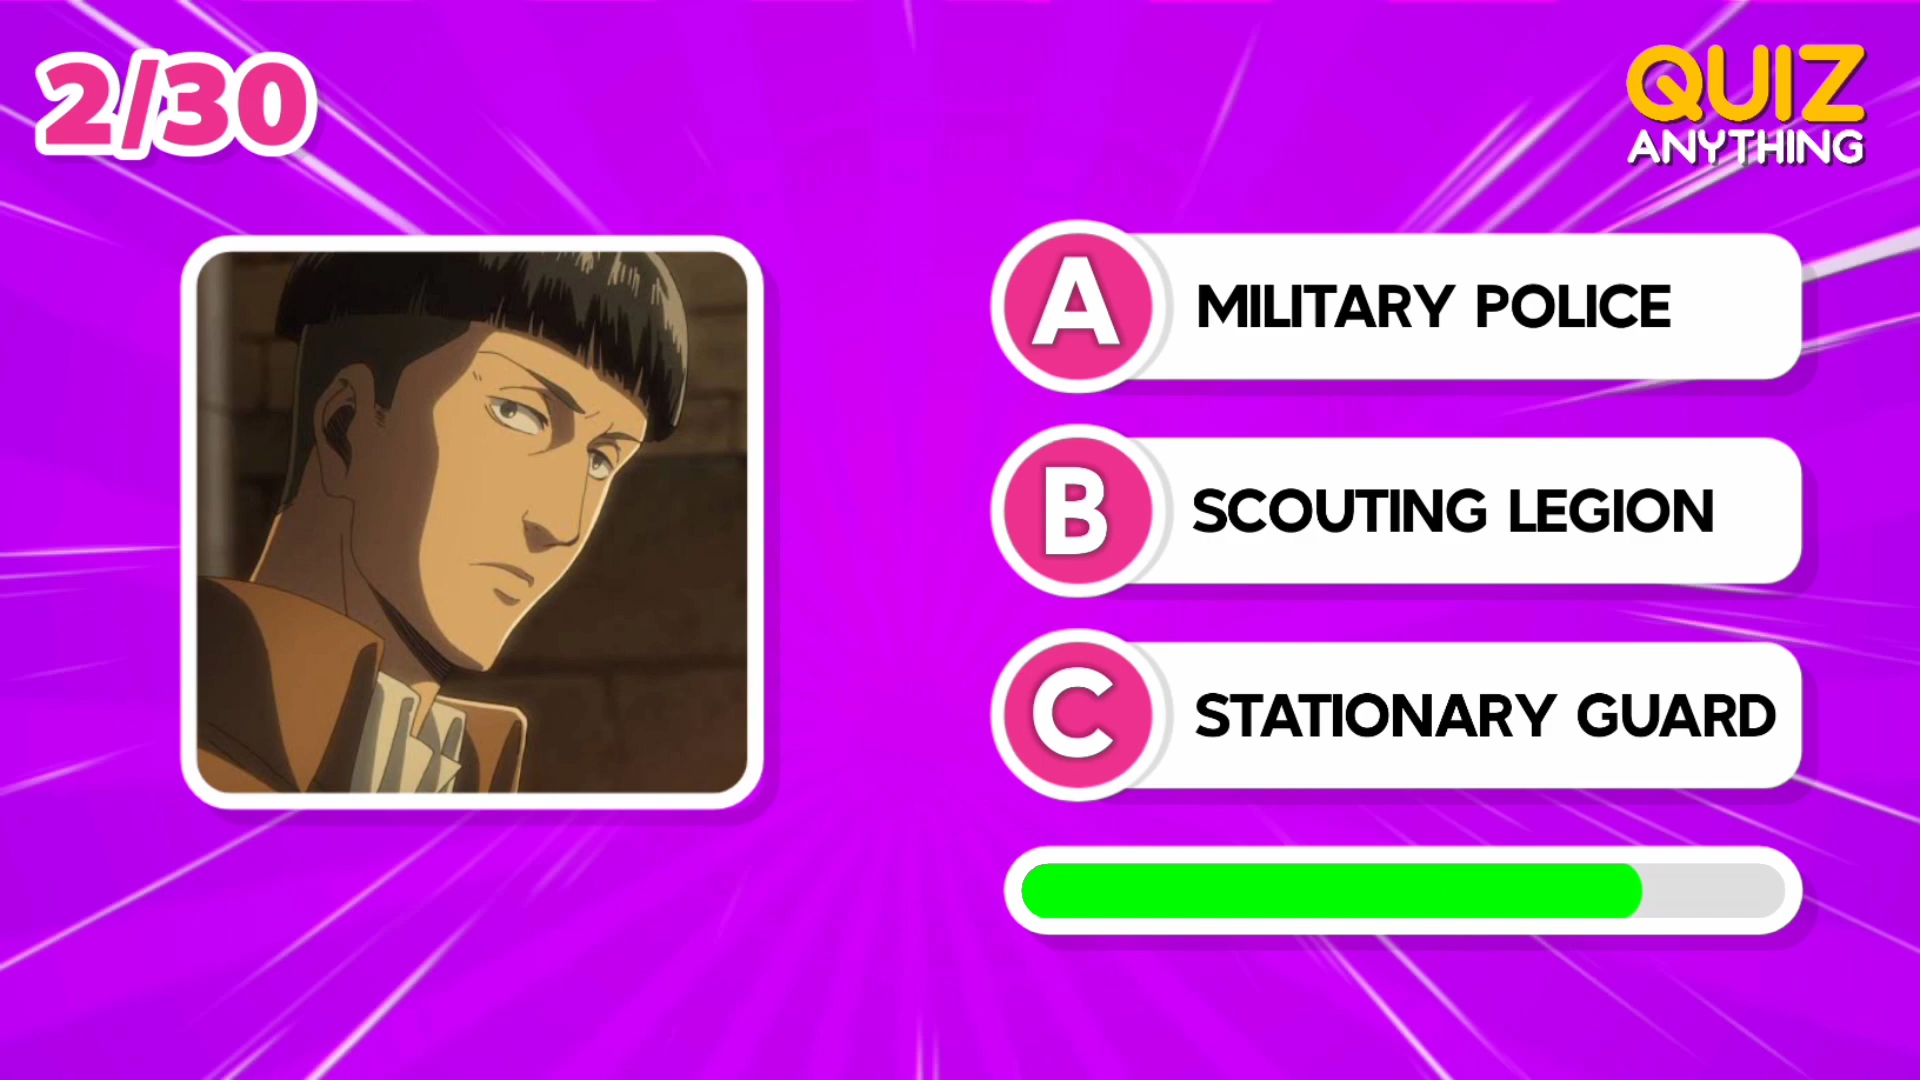 2/30
QUIZ
ANYTHING
A MILITARY POLICE
B SCOUTING LEGION
C STATIONARY GUARD